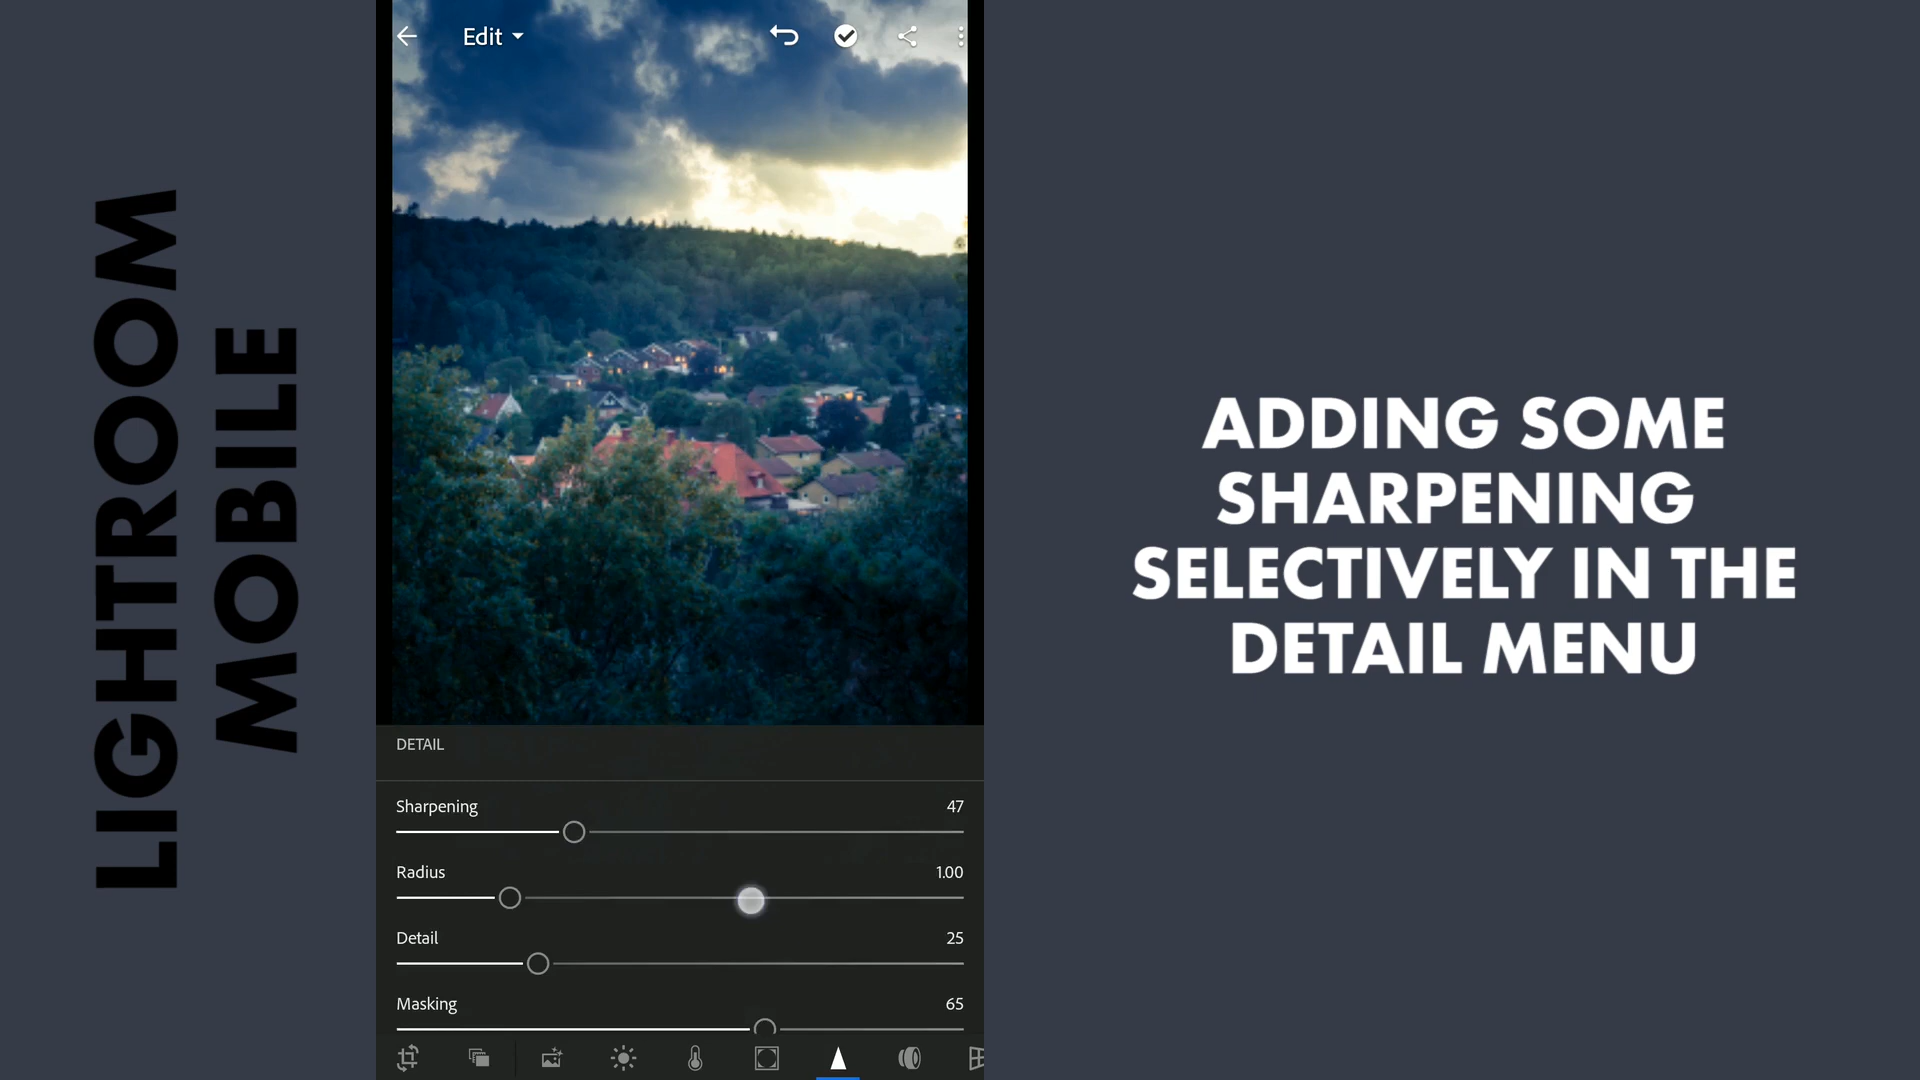 LIGHTROOM
MOBILE
Edit
DETAIL
Sharpening 47
Radius 1.00
Detail 25
Masking 65
ADDING SOME
SHARPENING
SELECTIVELY IN THE
DETAIL MENU